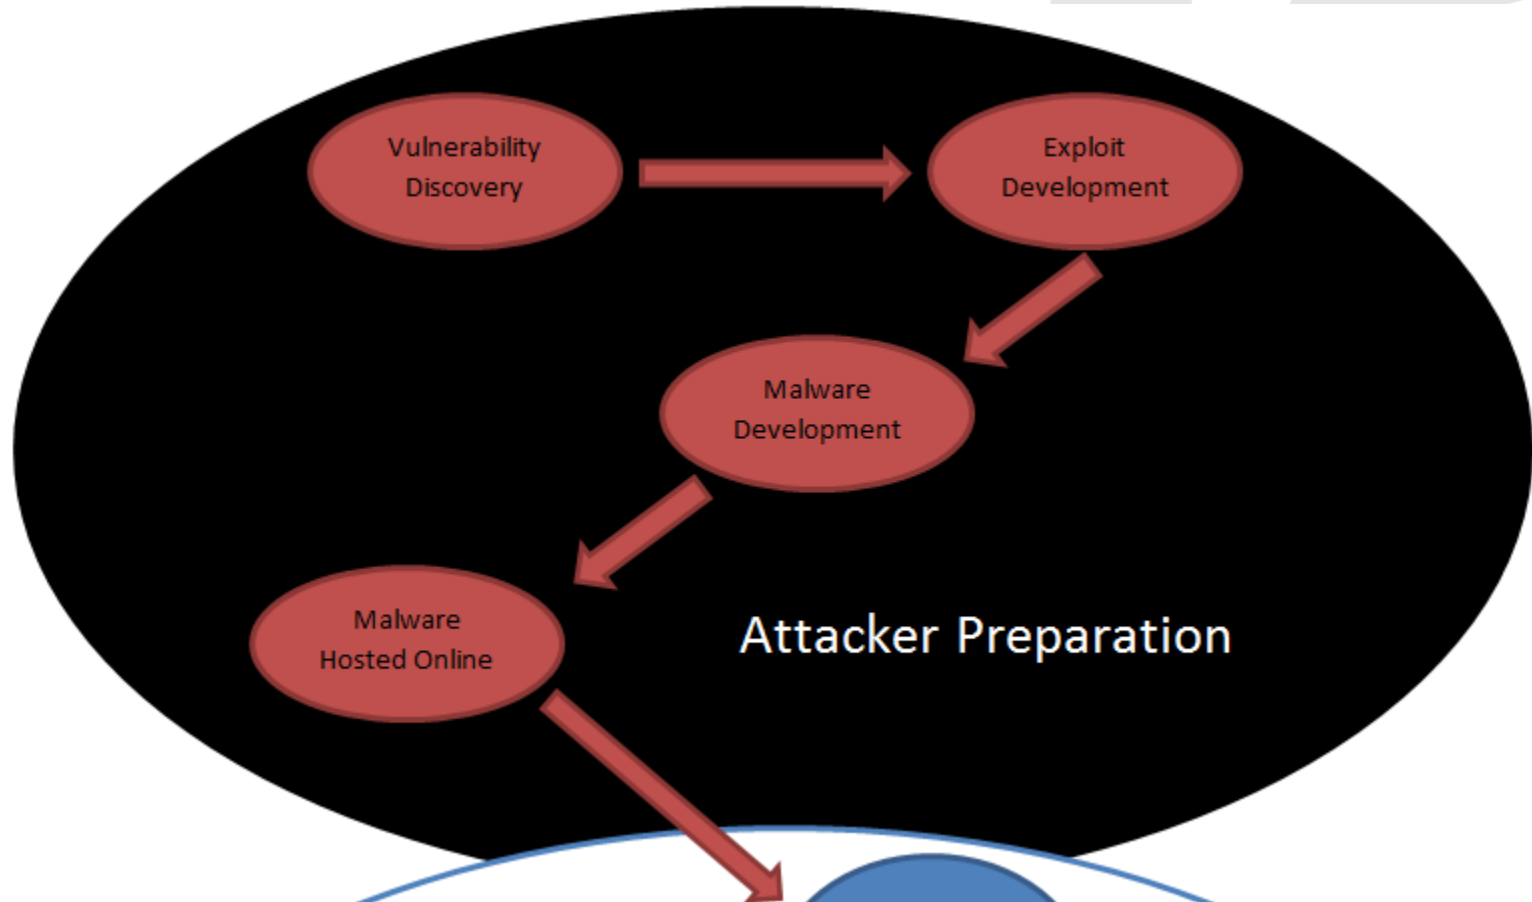 Vulnerability
Discovery
Exploit
Development
Malware
Development
Malware
Hosted Online
Attacker Preparation